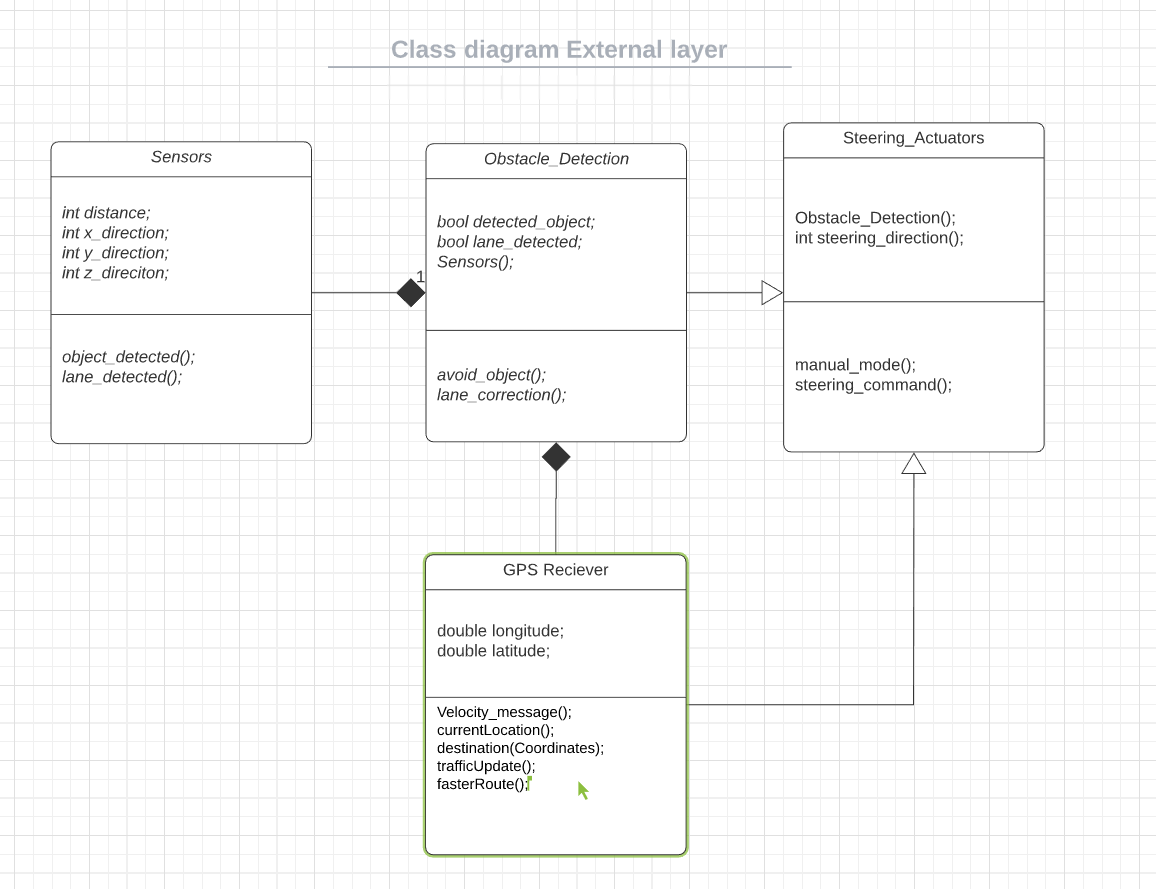 Class diagram External layer
Sensors
int distance;
int x_direction;
int y_direction;
int z_direciton;
object_detected();
lane_detected();
1
Obstacle_Detection
bool detected_object;
bool lane_detected;
Sensors();
avoid_object();
lane_correction();
Steering_Actuators
Obstacle_Detection();
int steering_direction();
manual_mode();
steering_command();
GPS Reciever
double longitude;
double latitude;
Velocity_message();
currentLocation();
destination(Coordinates);
trafficUpdate();
fasterRoute();